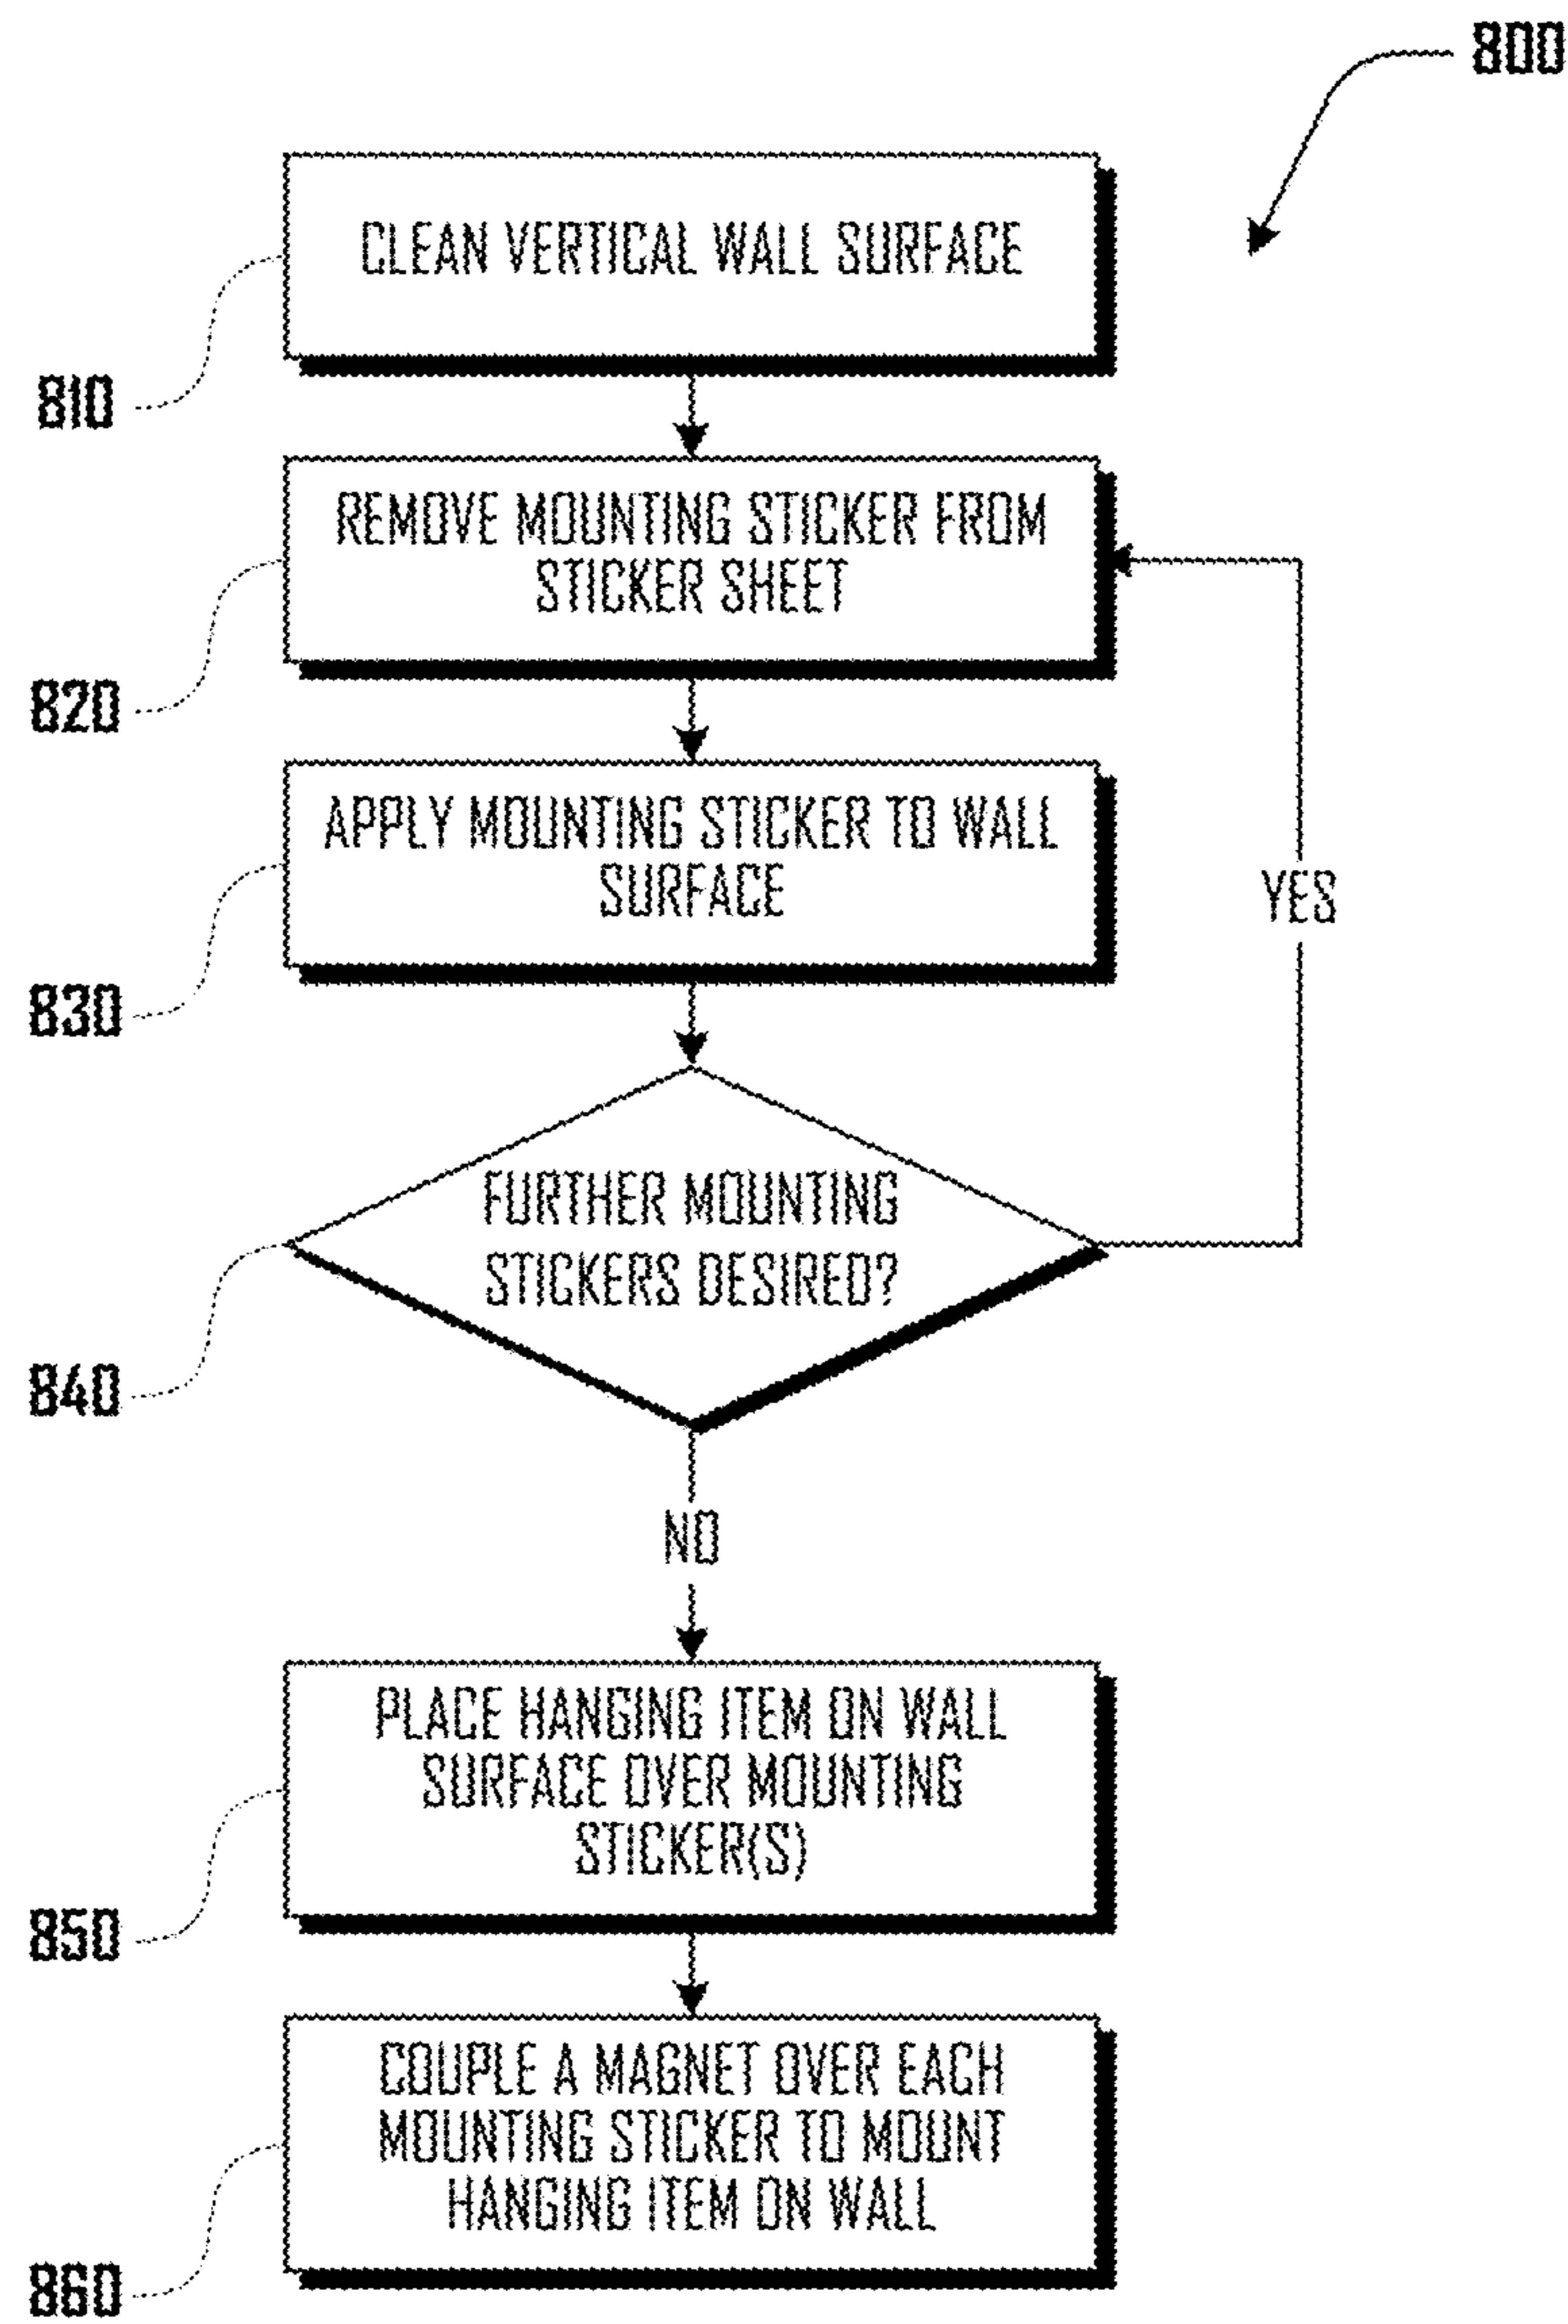 800
CLEAN VERTICAL WALL SURFACE
810
REMOVE MOUNTING STICKER FROM
STICKER SHEET
820
APPLY MOUNTING STICKER TO WALL
SURFACE
YES
830
FURTHER MOUNTING
STICKERS DESIRED?
840
NO
PLACE HANGING ITEM ON WALL
SURFACE OVER MOUNTING
STICKER(S)
850
COUPLE A MAGNET OVER EACH
MOUNTING STICKER TO MOUNT
HANGING ITEM ON WALL
860